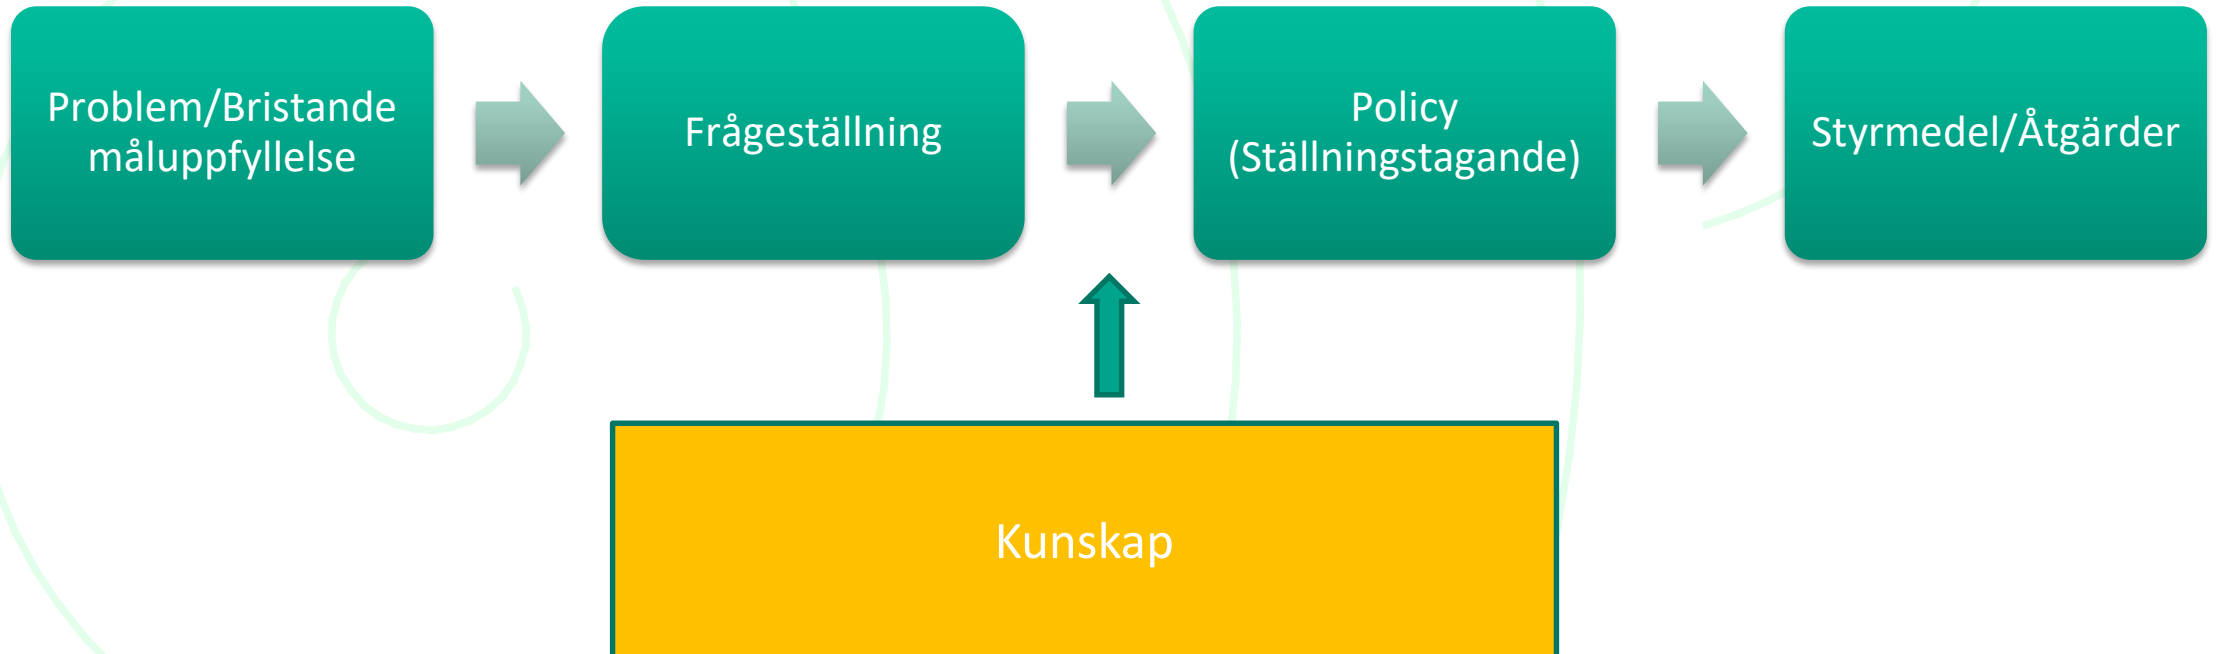 Problem/Bristande
måluppfyllelse
Frågeställning
Policy
(Ställningstagande)
Styrmedel/Åtgärder
Kunskap